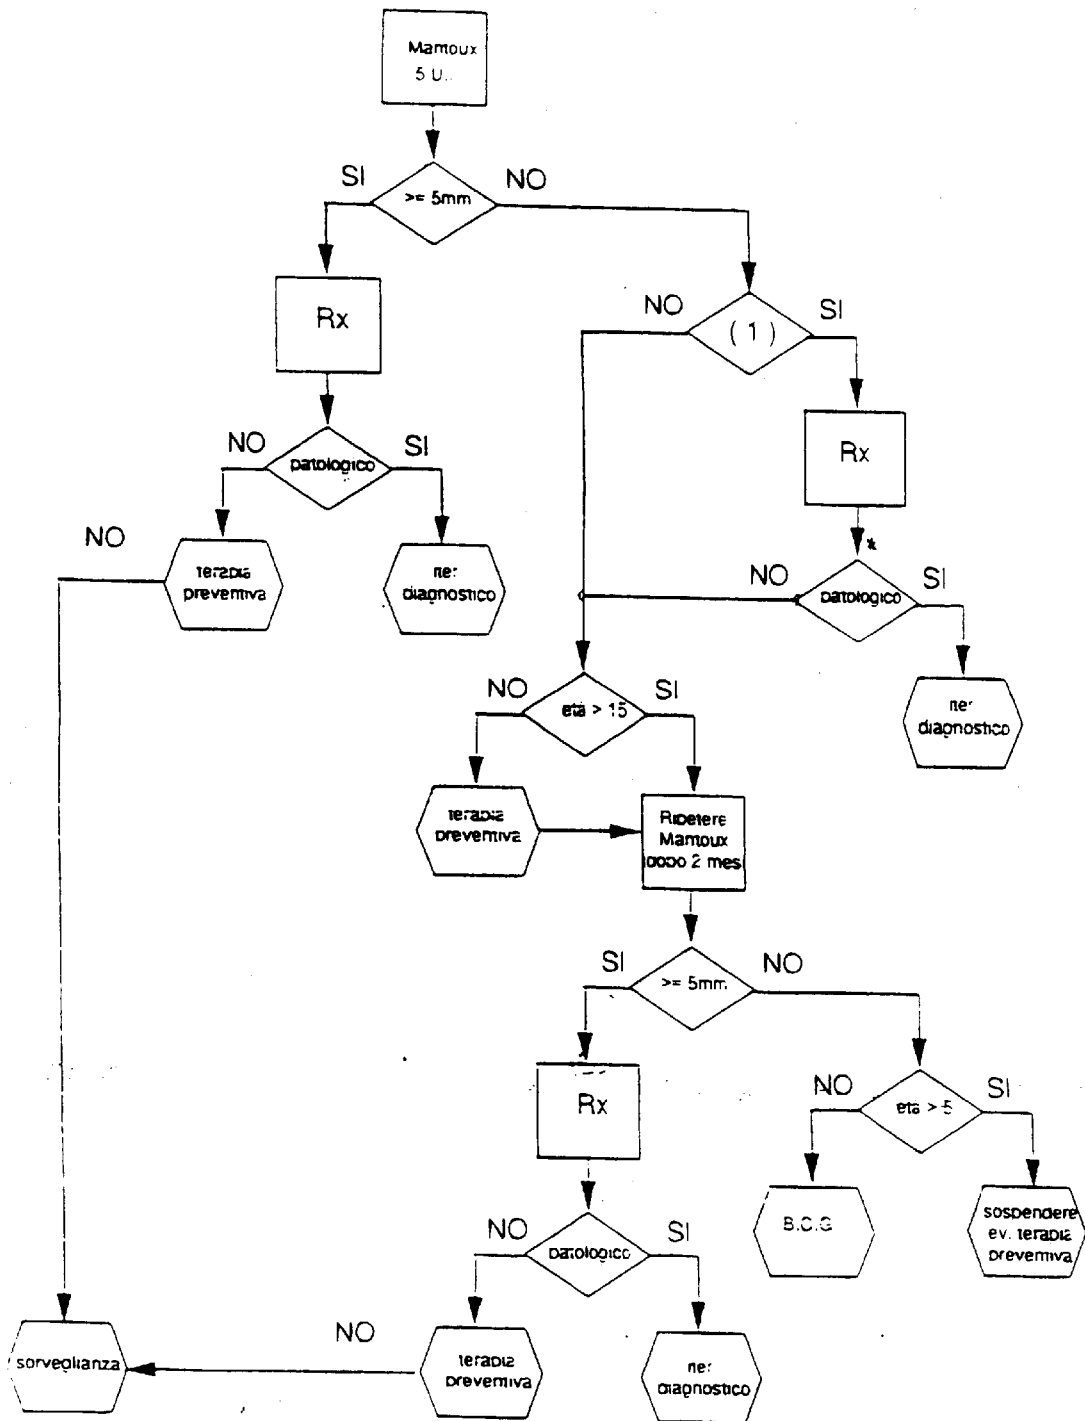 Mantoux
5 U..
SI
>= 5mm
NO
Rx
NO
(1)
SI
NO
patologico
SI
Rx
NO
terapia
preventiva
iter
diagnostico
NO
patologico
SI
NO
età > 15
SI
iter
diagnostico
terapia
preventiva
Ripetere
Mantoux
dopo 2 mesi
SI
>= 5mm
NO
Rx
NO
età > 5
SI
B.C.G
sospendere
ev. terapia
preventiva
NO
patologico
SI
NO
sorveglianza
terapia
preventiva
iter
diagnostico